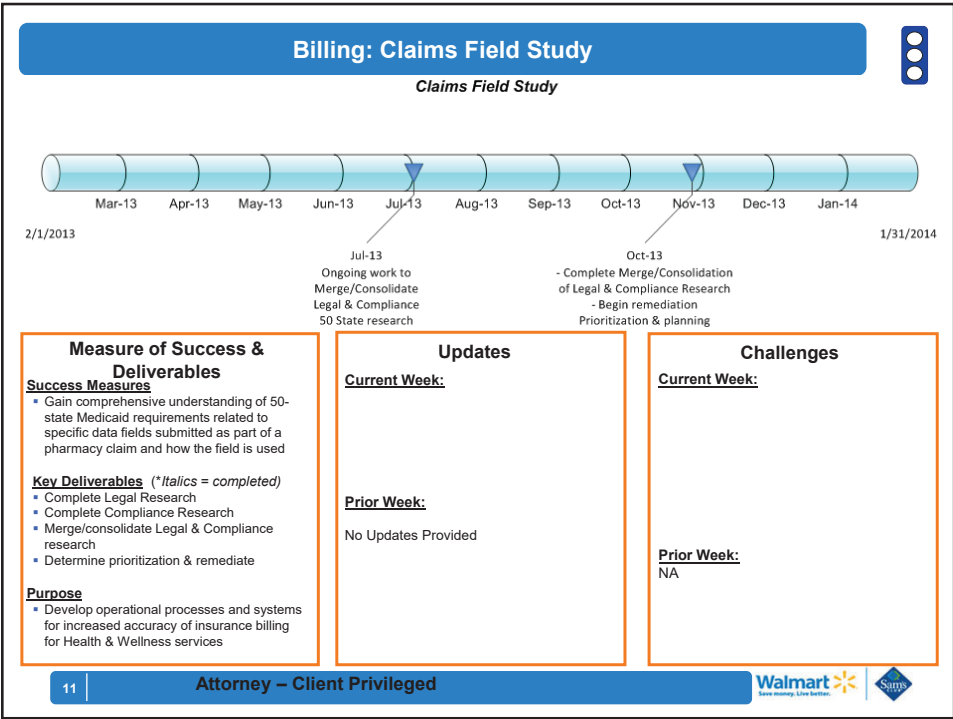 Billing: Claims Field Study
Claims Field Study
Mar-13 Apr-13 May-13 Jun-13 Jul-13 Aug-13 Sep-13 Oct-13 Nov-13 Dec-13 Jan-14
2/1/2013
1/31/2014
Jul-13
Ongoing work to
Merge/Consolidate
Legal & Compliance
50 State research
Oct-13
- Complete Merge/Consolidation
of Legal & Compliance Research
- Begin remediation
Prioritization & planning
Measure of Success &
Deliverables
Success Measures
▪ Gain comprehensive understanding of 50-
state Medicaid requirements related to
specific data fields submitted as part of a
pharmacy claim and how the field is used
Key Deliverables (*Italics = completed)
▪ Complete Legal Research
▪ Complete Compliance Research
▪ Merge/consolidate Legal & Compliance
research
▪ Determine prioritization & remediate
Purpose
▪ Develop operational processes and systems
for increased accuracy of insurance billing
for Health & Wellness services
Updates
Current Week:
Prior Week:
No Updates Provided
Challenges
Current Week:
Prior Week:
NA
11
Attorney – Client Privileged
Walmart
Save money. Live better.
Sam's
CLUB